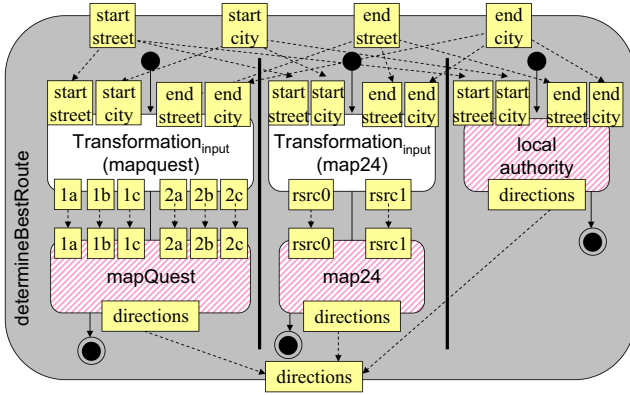 start
street
start
city
end
street
end
city
start
street
start
city
end
street
end
city
start
street
start
city
end
street
end
city
start
street
start
city
end
street
end
city
Transformationinput
(mapquest)
Transformationinput
(map24)
local
authority
1a
1b
1c
2a
2b
2c
rsrc0
rsrc1
directions
1a
1b
1c
2a
2b
2c
rsrc0
rsrc1
mapQuest
map24
directions
directions
directions
determineBestRoute